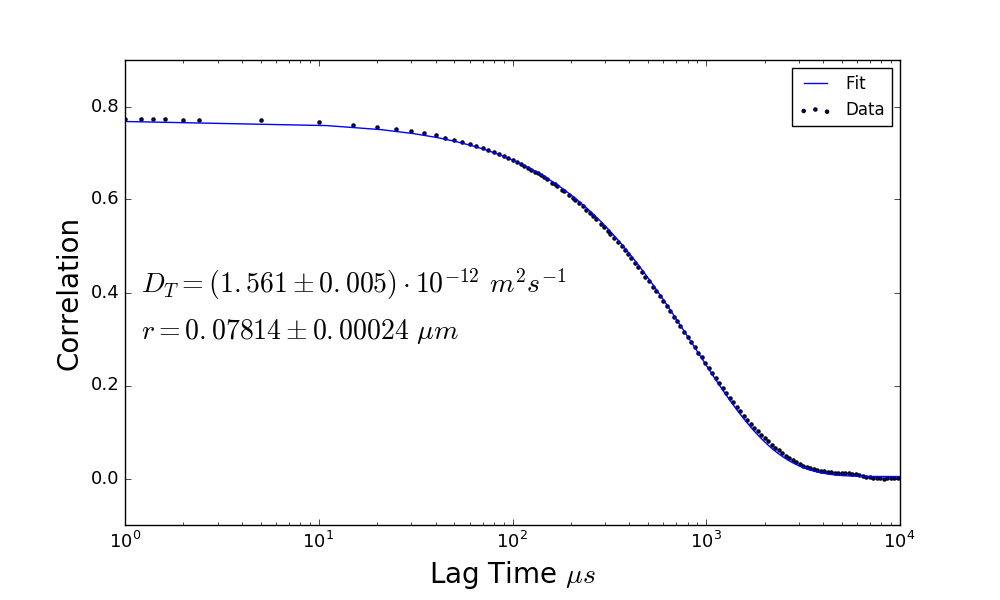 Fit
Data
0.8
0.6
0.4
0.2
0.0
Correlation
D_T = (1.561 ± 0.005) · 10^{-12} m^2 s^{-1}
r = 0.07814 ± 0.00024 μm
10^0 10^1 10^2 10^3 10^4
Lag Time μs